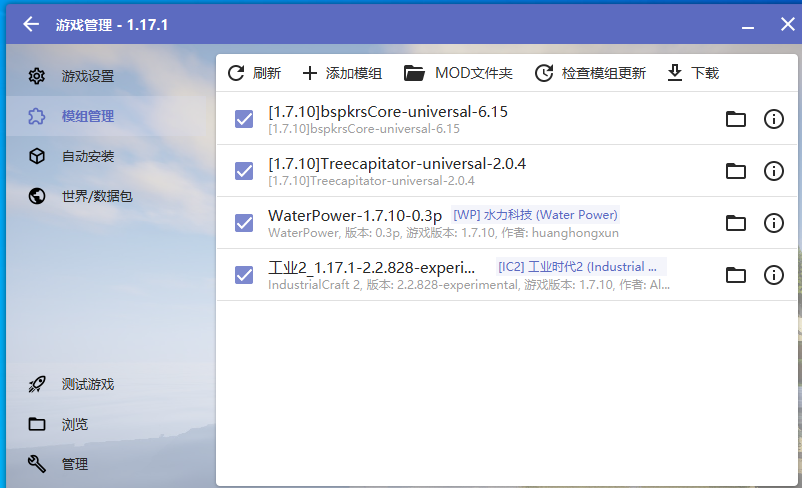 游戏管理 - 1.17.1
游戏设置
模组管理
自动安装
世界/数据包
测试游戏
浏览
管理
刷新 添加模组 MOD文件夹 检查模组更新 下载
[1.7.10]bspkrsCore-universal-6.15
[1.7.10]bspkrsCore-universal-6.15
[1.7.10]Treecapitator-universal-2.0.4
[1.7.10]Treecapitator-universal-2.0.4
WaterPower-1.7.10-0.3p [WP] 水力科技 (Water Power)
WaterPower, 版本: 0.3p, 游戏版本: 1.7.10, 作者: huanghongxun
工业2_1.17.1-2.2.828-experi... [IC2] 工业时代2 (Industrial ...
IndustrialCraft 2, 版本: 2.2.828-experimental, 游戏版本: 1.7.10, 作者: Al...